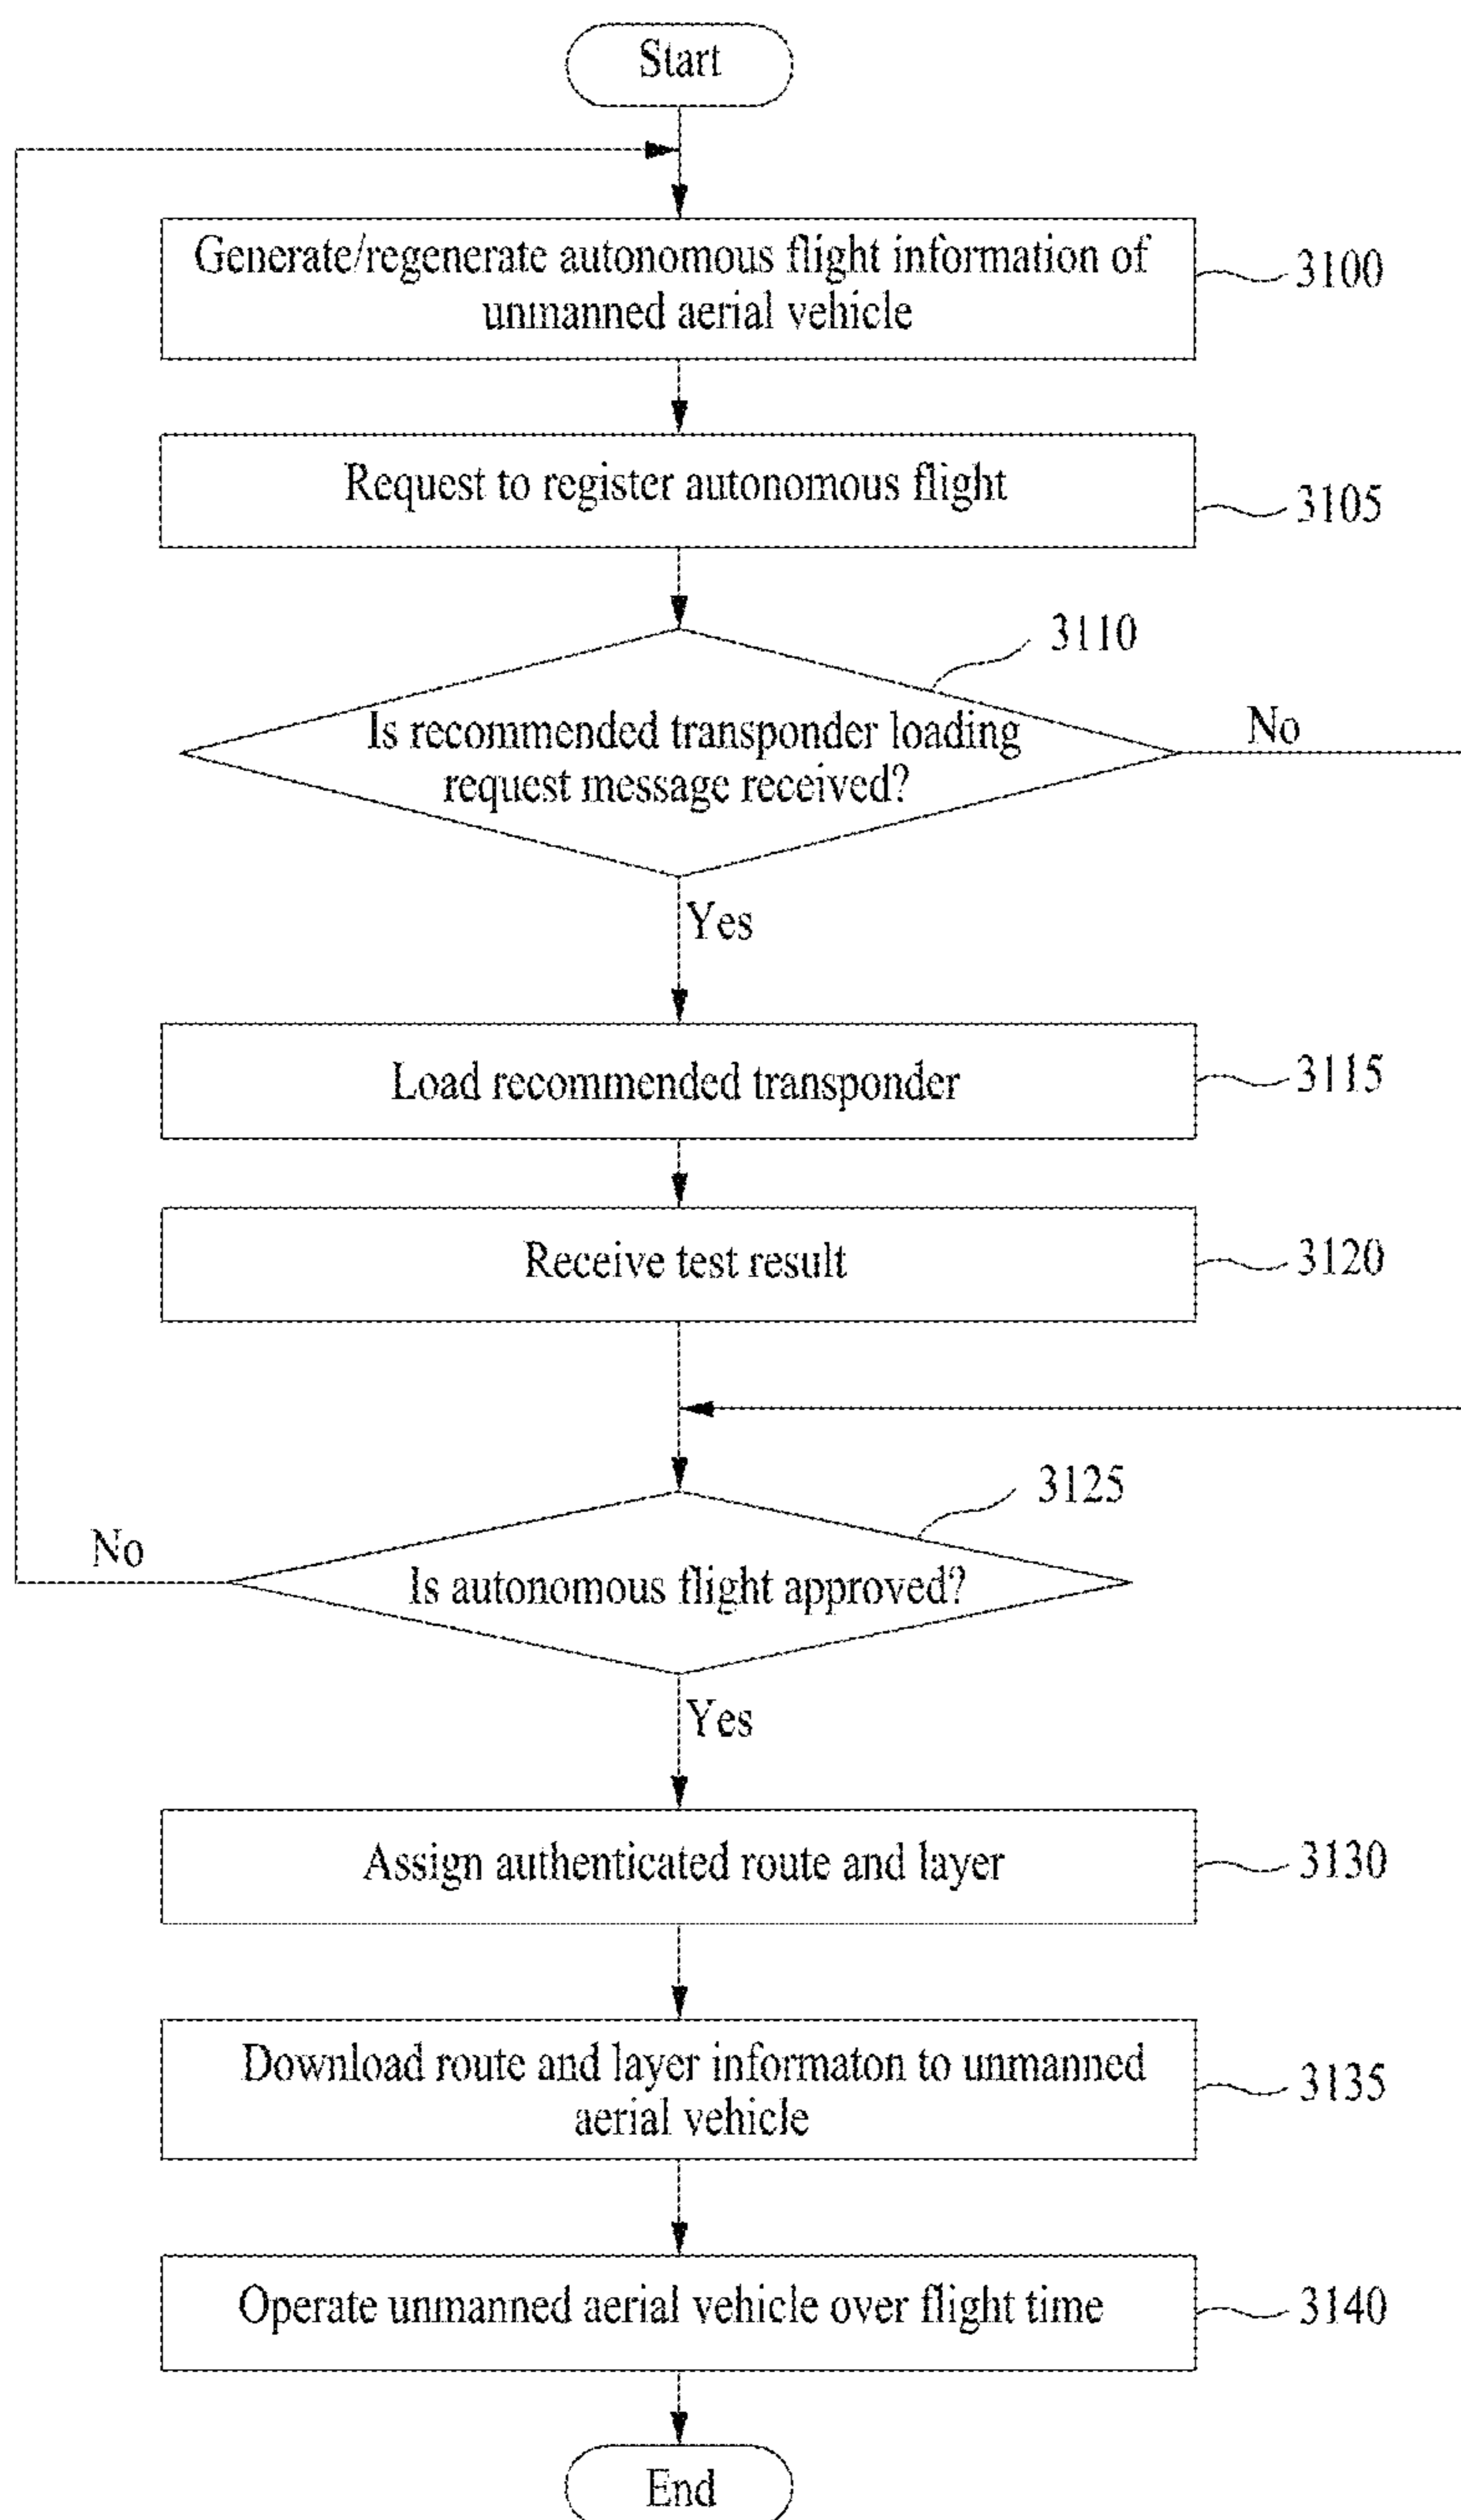 Start
Generate/regenerate autonomous flight information of
unmanned aerial vehicle
3100
Request to register autonomous flight
3105
3110
Is recommended transponder loading
request message received?
No
Yes
Load recommended transponder
3115
Receive test result
3120
3125
No
Is autonomous flight approved?
Yes
Assign authenticated route and layer
3130
Download route and layer informaton to unmanned
aerial vehicle
3135
Operate unmanned aerial vehicle over flight time
3140
End